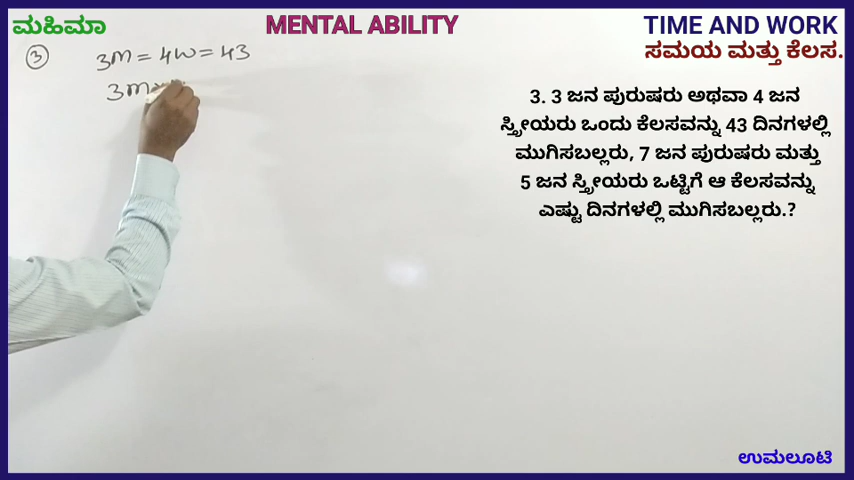 ಮಹಿಮಾ
MENTAL ABILITY
TIME AND WORK
ಸಮಯ ಮತ್ತು ಕೆಲಸ.
3
3m = 4w = 43
3m
3. 3 ಜನ ಪುರುಷರು ಅಥವಾ 4 ಜನ
ಸ್ತ್ರೀಯರು ಒಂದು ಕೆಲಸವನ್ನು 43 ದಿನಗಳಲ್ಲಿ
ಮುಗಿಸಬಲ್ಲರು, 7 ಜನ ಪುರುಷರು ಮತ್ತು
5 ಜನ ಸ್ತ್ರೀಯರು ಒಟ್ಟಿಗೆ ಆ ಕೆಲಸವನ್ನು
ಎಷ್ಟು ದಿನಗಳಲ್ಲಿ ಮುಗಿಸಬಲ್ಲರು.?
ಉಮಲೂಟಿ